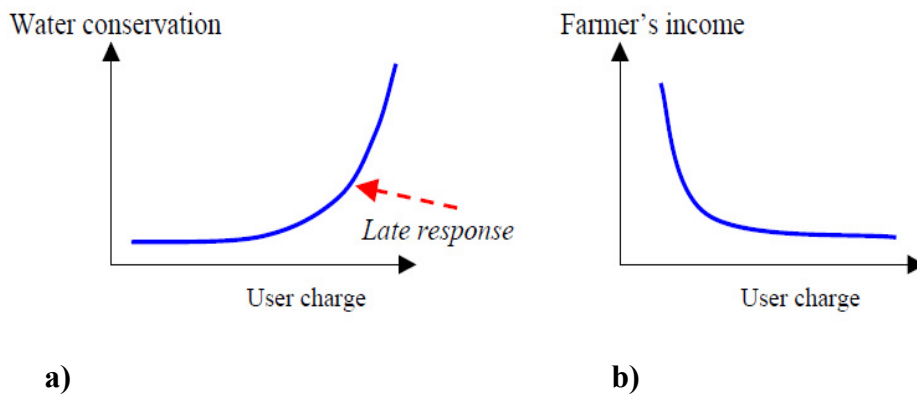 Water conservation
Farmer's income
Late response
User charge
User charge
a)
b)